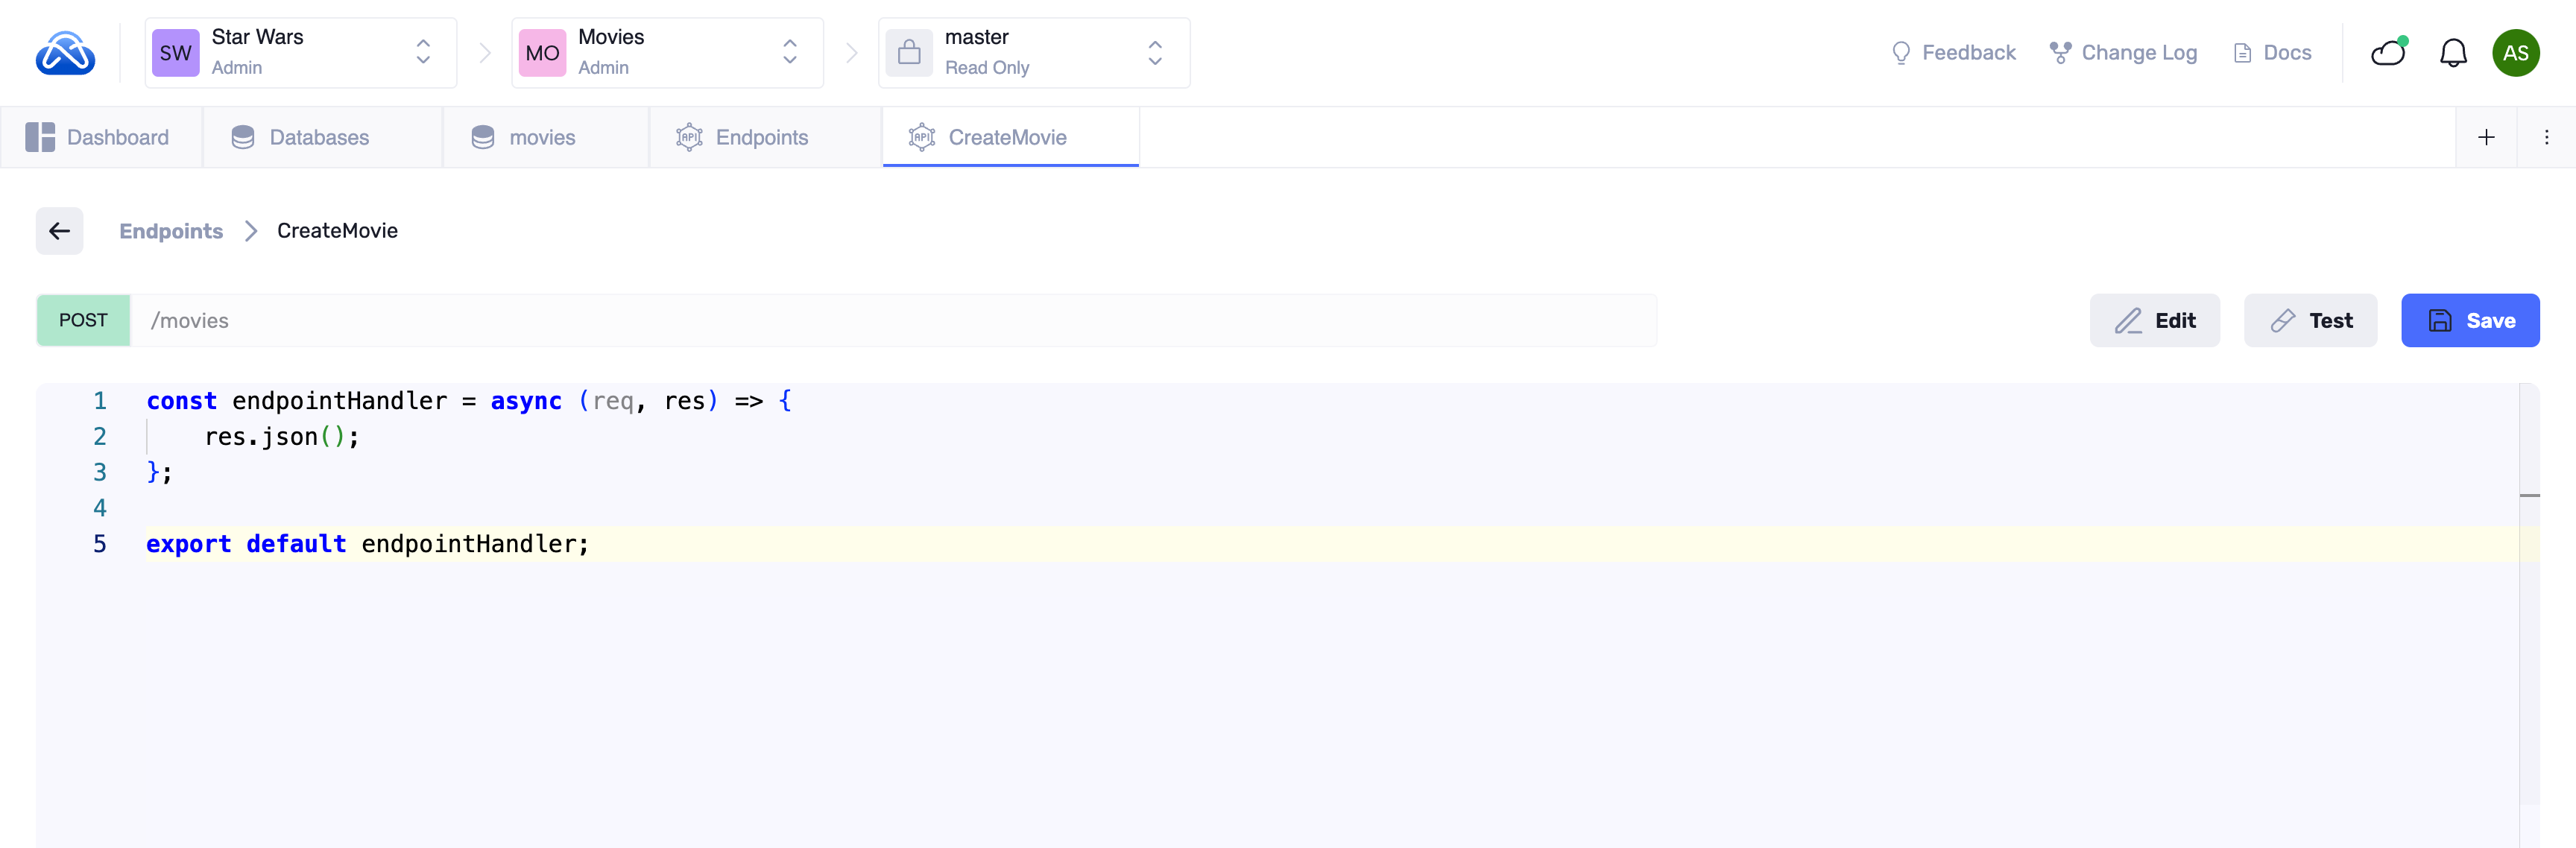 SW Star Wars Admin MO Movies Admin master Read Only Feedback Change Log Docs AS
Dashboard Databases movies API Endpoints API CreateMovie
Endpoints CreateMovie
POST /movies Edit Test Save
1 const endpointHandler = async (req, res) => {
2     res.json();
3 };
4
5 export default endpointHandler;